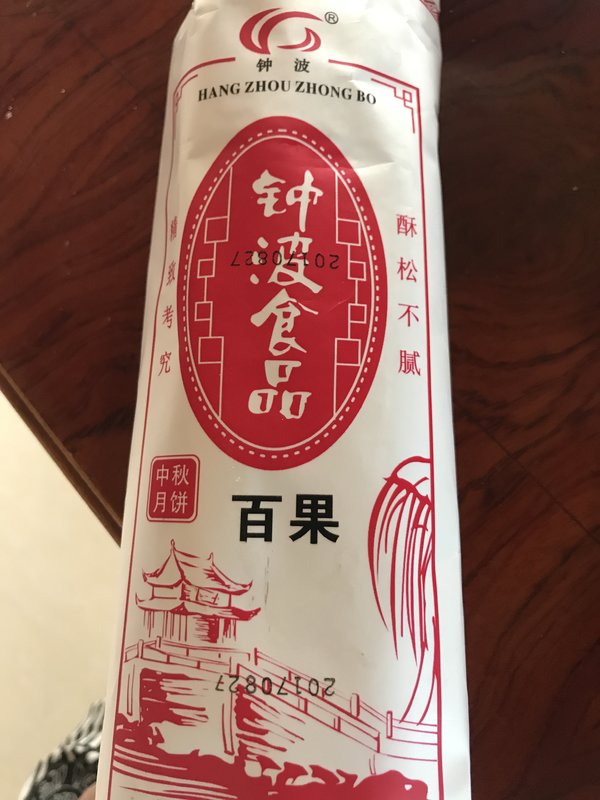 ®
钟波
HANG ZHOU ZHONG BO
钟波食品
20170827
酥松不腻
精致考究
中秋
月饼
百果
20170827